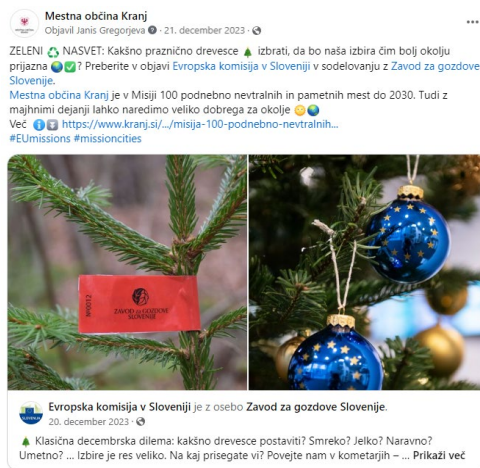 Mestna občina Kranj
Objavil Janis Gregorjeva · 21. december 2023 ·
ZELENI ♻ NASVET: Kakšno praznično drevesce 🌲 izbrati, da bo naša izbira čim bolj okolju
prijazna 🌍✅? Preberite v objavi Evropska komisija v Sloveniji v sodelovanju z Zavod za gozdove
Slovenije.
Mestna občina Kranj je v Misiji 100 podnebno nevtralnih in pametnih mest do 2030. Tudi z
majhnimi dejanji lahko naredimo veliko dobrega za okolje 😊🌍
Več ℹ⬇ https://www.kranj.si/.../misija-100-podnebno-nevtralnih...
#EUmissions #missioncities
ZAVOD ZA GOZDOVE
SLOVENIJE
Evropska komisija v Sloveniji je z osebo Zavod za gozdove Slovenije.
20. december 2023 ·
🌲 Klasična decembrska dilema: kakšno drevesce postaviti? Smreko? Jelko? Naravno?
Umetno? ... Izbire je res veliko. Na kaj prisegate vi? Povejte nam v kometarjih – ... Prikaži več